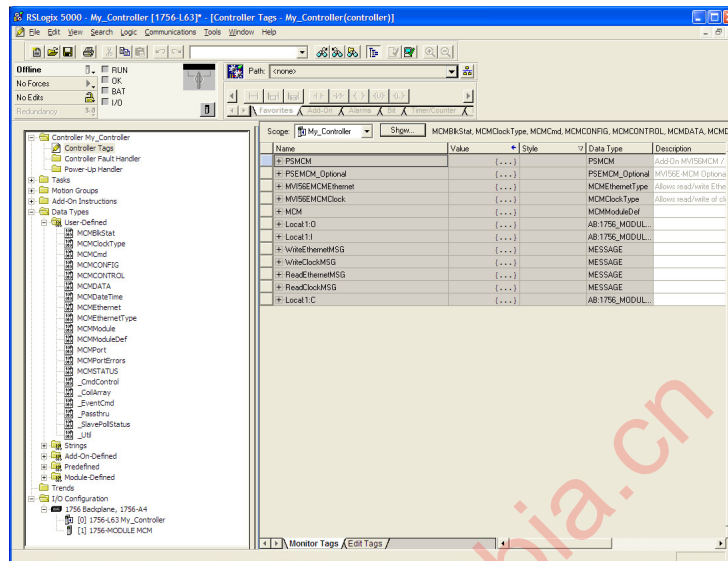 RSLogix 5000 - My_Controller [1756-L63]* - [Controller Tags - My_Controller(controller)]
File Edit View Search Logic Communications Tools Window Help
Offline
RUN
No Forces
OK
No Edits
BAT
Redundancy
I/O
Path: <none>
Favorites Add-On Alarms Bit Timer/Counter
Controller My_Controller
Controller Tags
Controller Fault Handler
Power-Up Handler
Tasks
Motion Groups
Add-On Instructions
Data Types
User-Defined
MCMBlkStat
MCMClockType
MCMCmd
MCMCONFIG
MCMCONTROL
MCMDATA
MCMDateTime
MCMEthernet
MCMEthernetType
MCMModule
MCMModuleDef
MCMPort
MCMPortErrors
MCMSTATUS
_CmdControl
_CoilArray
_EventCmd
_Passthru
_SlavePollStatus
_Util
Strings
Add-On-Defined
Predefined
Module-Defined
Trends
I/O Configuration
1756 Backplane, 1756-A4
[0] 1756-L63 My_Controller
[1] 1756-MODULE MCM
Scope: My_Controller Show... MCMBlkStat, MCMClockType, MCMCmd, MCMCONFIG, MCMCONTROL, MCMDATA, MCMD
Name Value Style Data Type Description
PSMCM {...} PSMCM Add-On MVI56MCM /
PSEMCM_Optional {...} PSEMCM_Optional MVI56E-MCM Optiona
MVI56EMCMEthernet {...} MCMEthernetType Allows read/write Ethe
MVI56EMCMClock {...} MCMClockType Allows read/write of cl
MCM {...} MCMModuleDef
Local:1:O {...} AB:1756_MODUL...
Local:1:I {...} AB:1756_MODUL...
WriteEthernetMSG {...} MESSAGE
WriteClockMSG {...} MESSAGE
ReadEthernetMSG {...} MESSAGE
ReadClockMSG {...} MESSAGE
Local:1:C {...} AB:1756_MODUL...
Monitor Tags Edit Tags